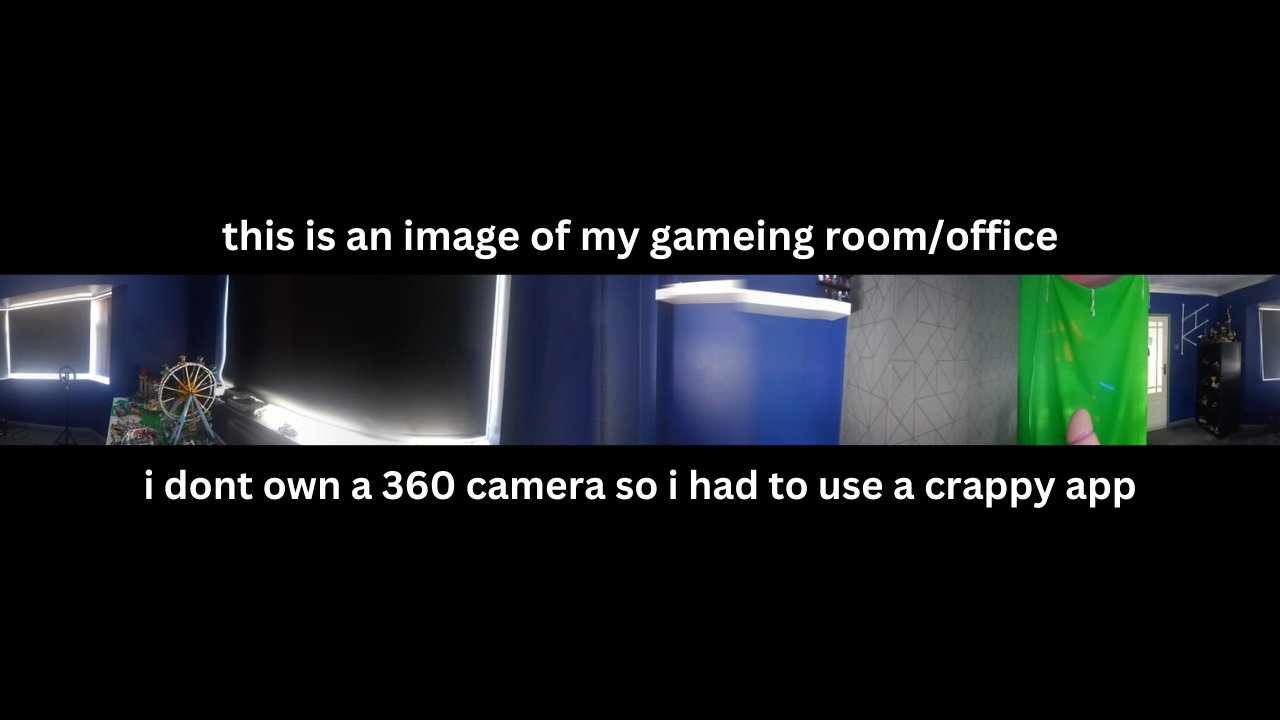 this is an image of my gameing room/office
i dont own a 360 camera so i had to use a crappy app